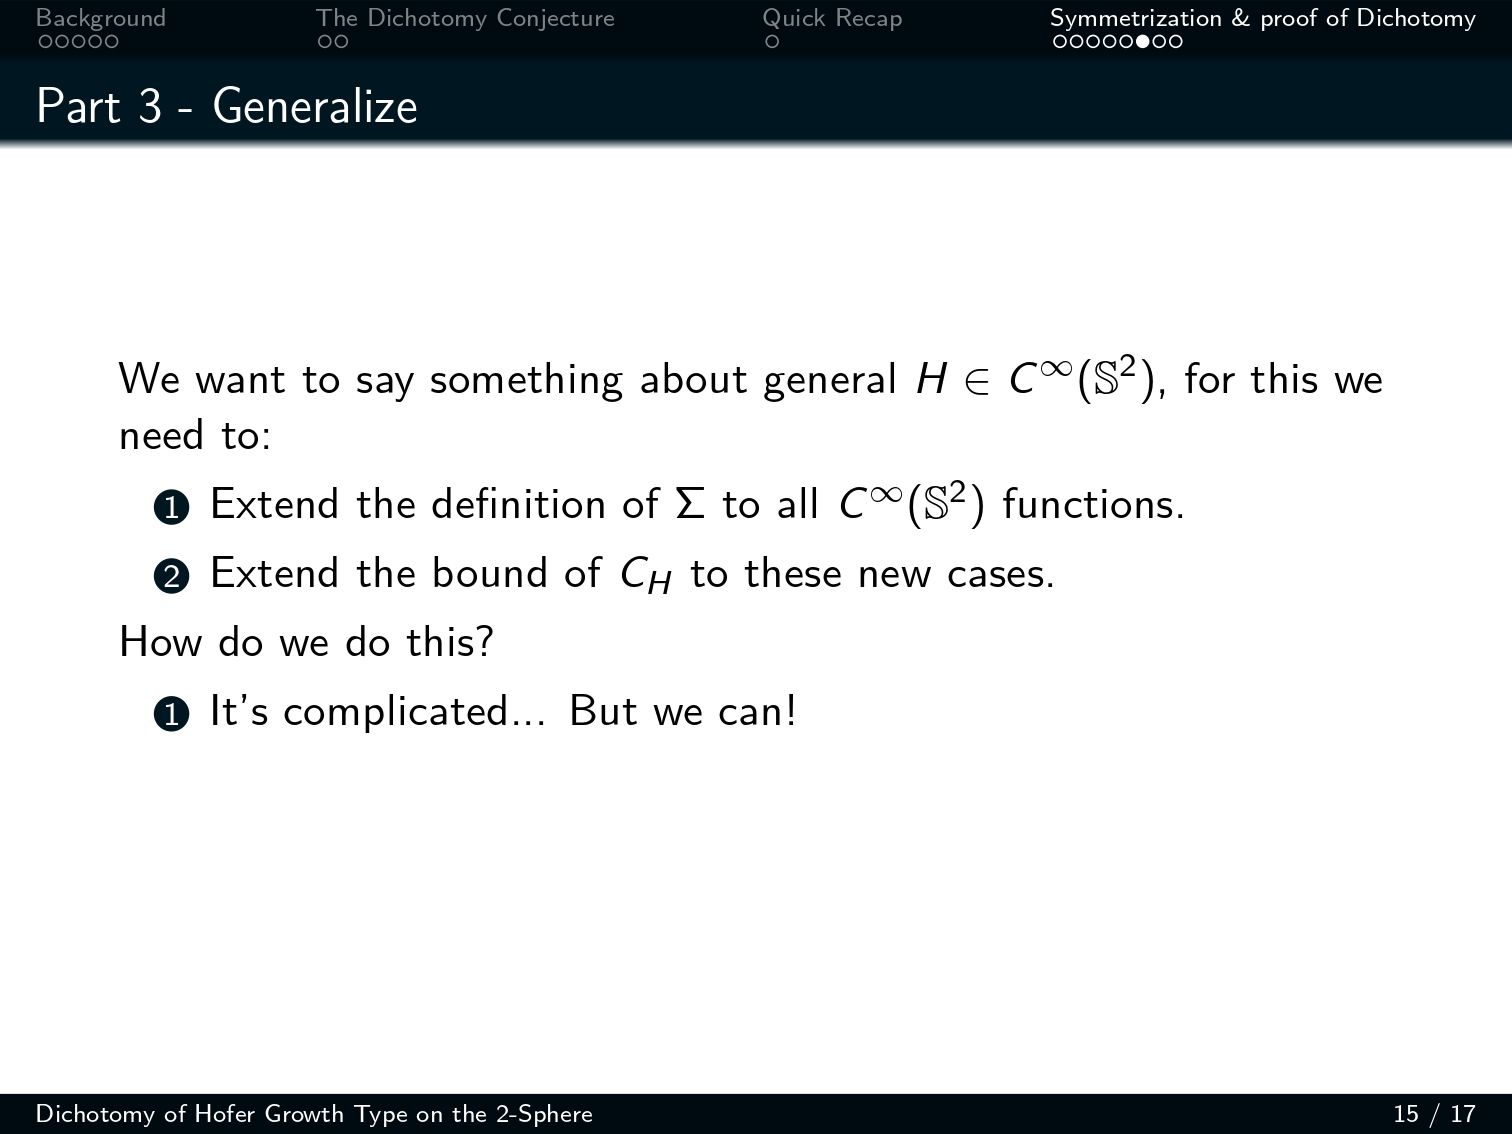 Background The Dichotomy Conjecture Quick Recap Symmetrization & proof of Dichotomy
Part 3 - Generalize
We want to say something about general H ∈ C^∞(𝕊²), for this we
need to:
1 Extend the definition of Σ to all C^∞(𝕊²) functions.
2 Extend the bound of C_H to these new cases.
How do we do this?
1 It's complicated... But we can!
Dichotomy of Hofer Growth Type on the 2-Sphere 15 / 17